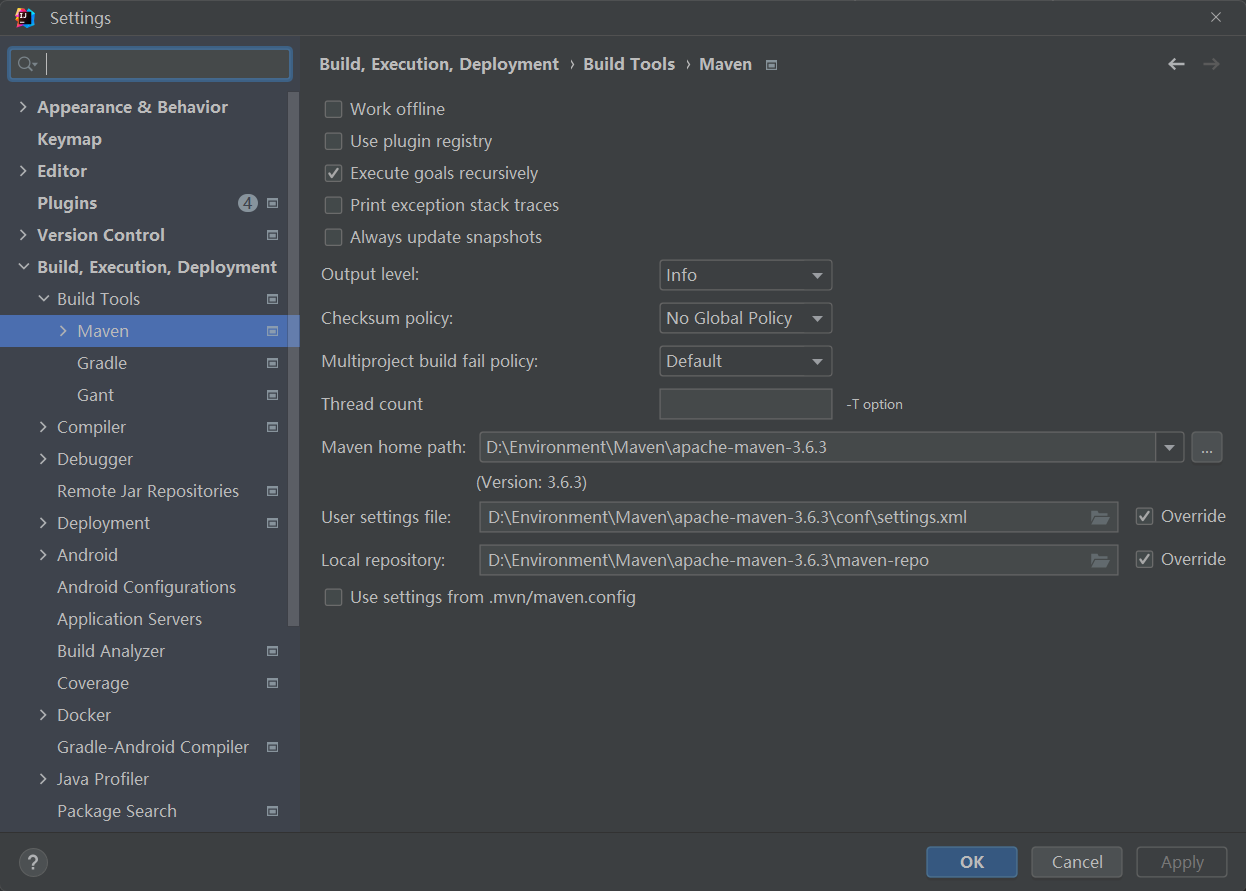 Settings
Build, Execution, Deployment › Build Tools › Maven
Appearance & Behavior
Keymap
Editor
Plugins 4
Version Control
Build, Execution, Deployment
Build Tools
Maven
Gradle
Gant
Compiler
Debugger
Remote Jar Repositories
Deployment
Android
Android Configurations
Application Servers
Build Analyzer
Coverage
Docker
Gradle-Android Compiler
Java Profiler
Package Search
Work offline
Use plugin registry
Execute goals recursively
Print exception stack traces
Always update snapshots
Output level: Info
Checksum policy: No Global Policy
Multiproject build fail policy: Default
Thread count -T option
Maven home path: D:\Environment\Maven\apache-maven-3.6.3 ...
(Version: 3.6.3)
User settings file: D:\Environment\Maven\apache-maven-3.6.3\conf\settings.xml Override
Local repository: D:\Environment\Maven\apache-maven-3.6.3\maven-repo Override
Use settings from .mvn/maven.config
? OK Cancel Apply